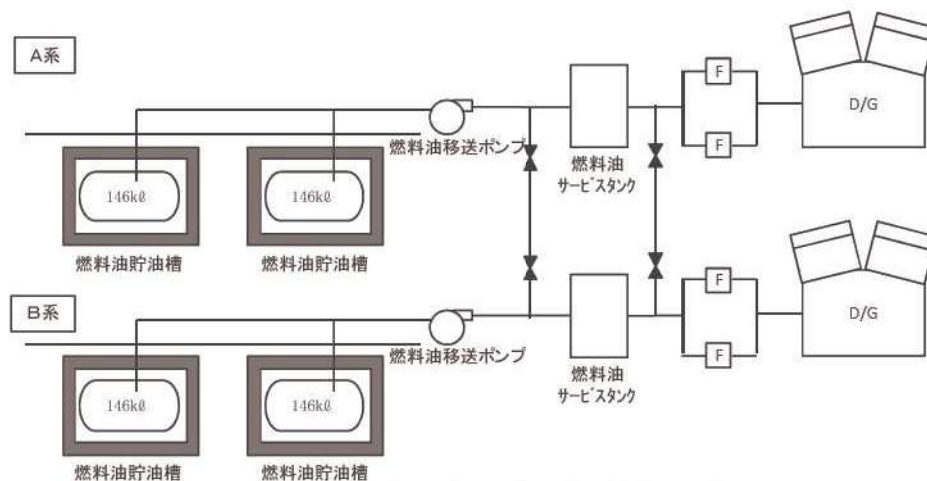 A系
F
D/G
146kℓ
146kℓ
燃料油移送ポンプ
F
燃料油
サービスタンク
燃料油貯油槽
燃料油貯油槽
B系
F
D/G
146kℓ
146kℓ
燃料油移送ポンプ
F
燃料油
サービスタンク
燃料油貯油槽
燃料油貯油槽